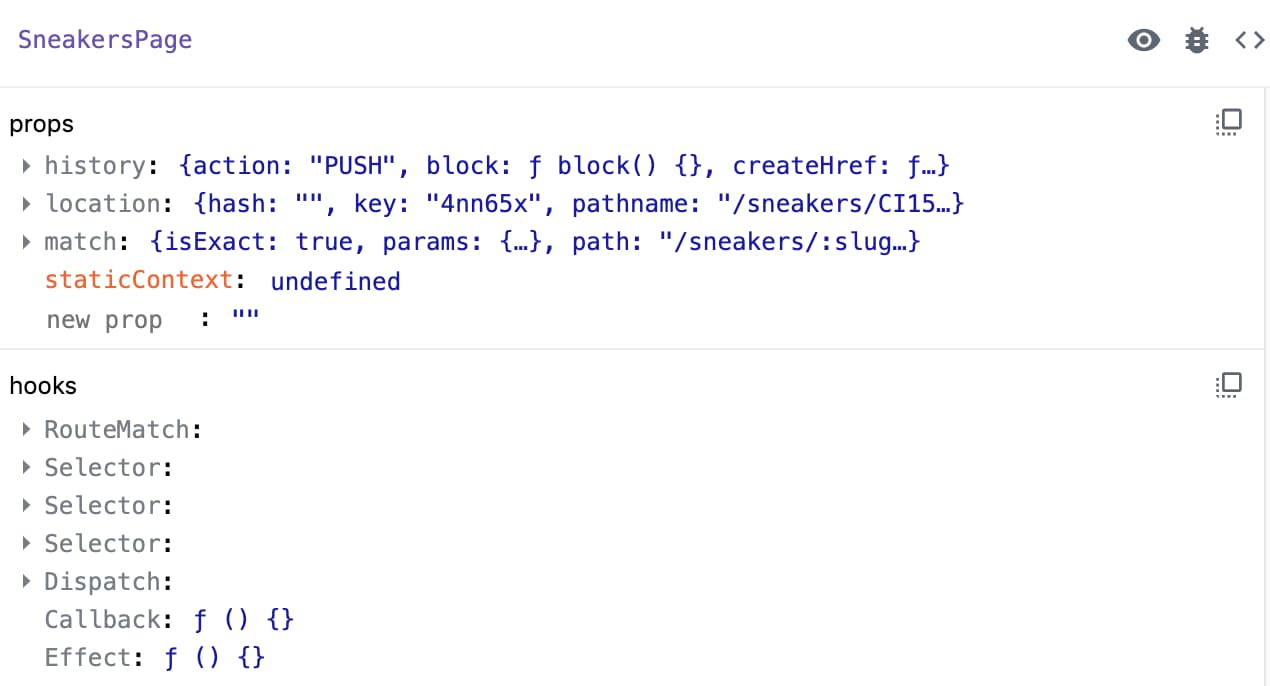 SneakersPage
props
history: {action: "PUSH", block: ƒ block() {}, createHref: ƒ…}
location: {hash: "", key: "4nn65x", pathname: "/sneakers/CI15…}
match: {isExact: true, params: {…}, path: "/sneakers/:slug…}
staticContext: undefined
new prop : ""
hooks
RouteMatch:
Selector:
Selector:
Selector:
Dispatch:
Callback: ƒ () {}
Effect: ƒ () {}